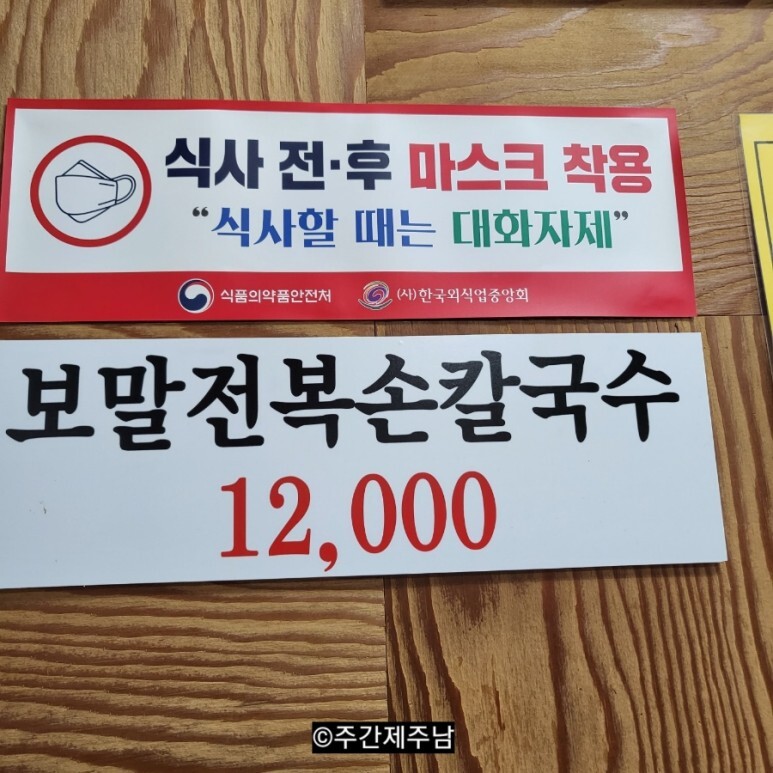 식사 전·후 마스크 착용
“식사할 때는 대화자제”
식품의약품안전처 (사)한국외식업중앙회
보말전복손칼국수
12,000
©주간제주남